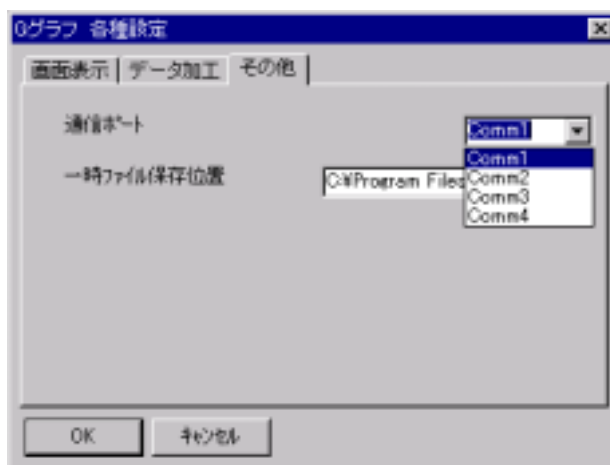 Gグラフ 各種設定
画面表示 データ加工 その他
通信ポート Comm1
Comm1
一時ファイル保存位置 C:¥Program Files
Comm2
Comm3
Comm4
OK キャンセル